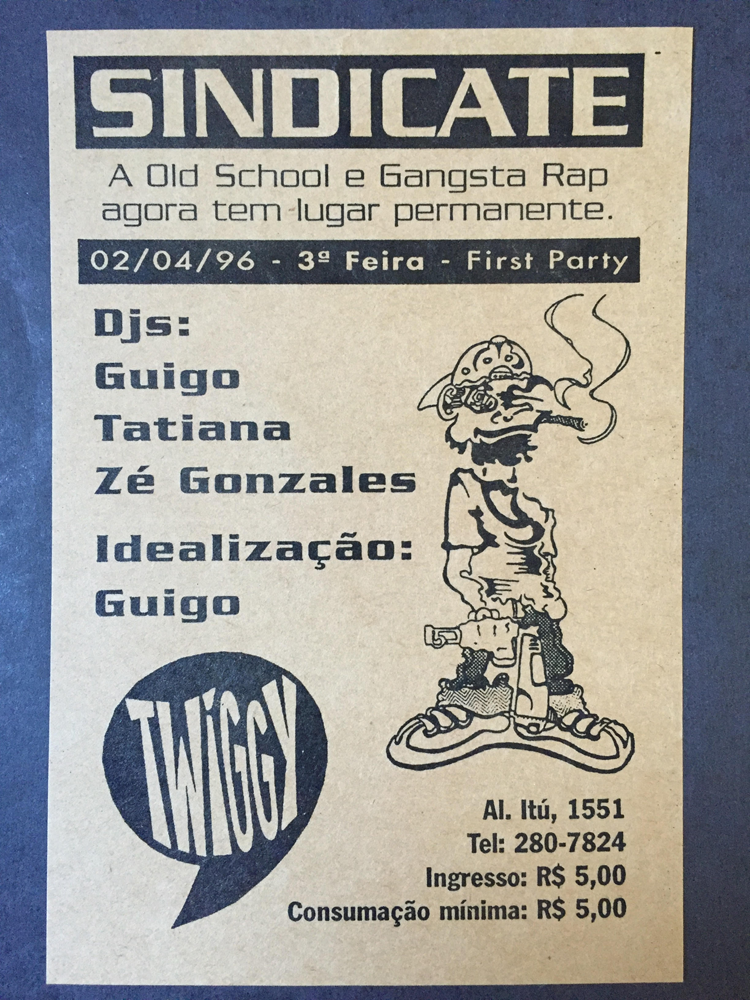 SINDICATE
A Old School e Gangsta Rap
agora tem lugar permanente.
02/04/96 - 3ª Feira - First Party
Djs:
Guigo
Tatiana
Zé Gonzales
Idealização:
Guigo
TWiGGY
Al. Itú, 1551
Tel: 280-7824
Ingresso: R$ 5,00
Consumação mínima: R$ 5,00